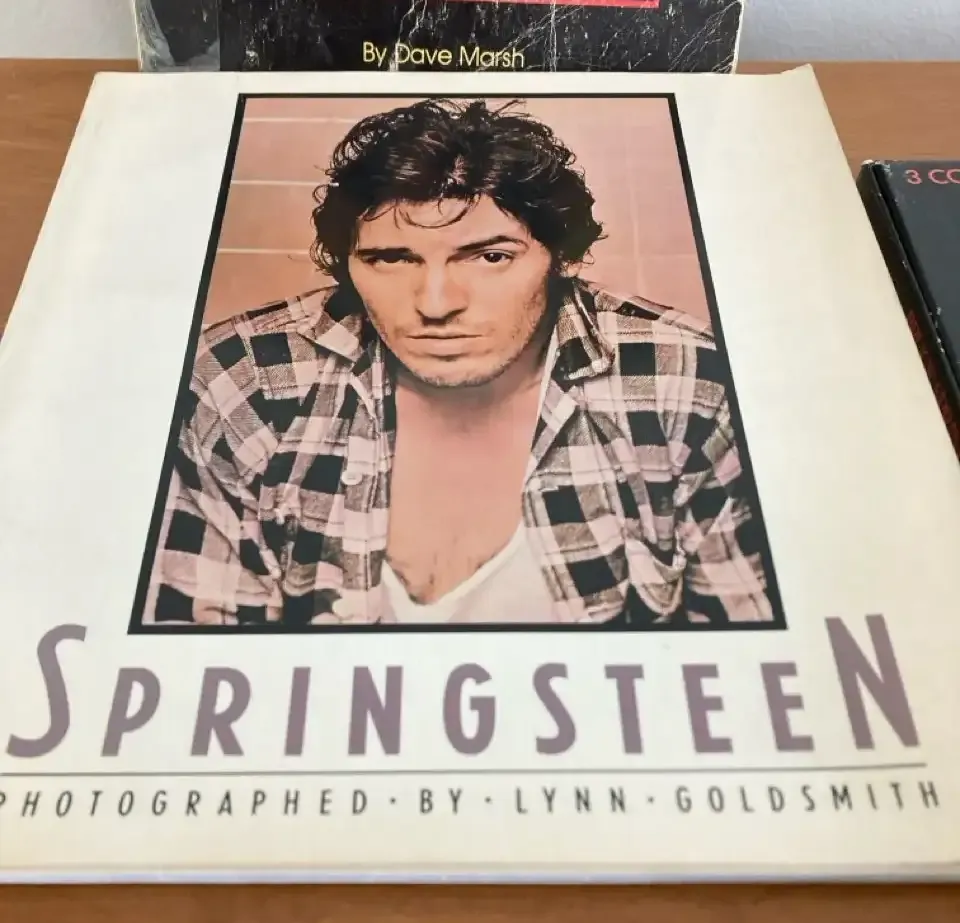 By Dave Marsh
3 CO
SPRINGSTEEN
PHOTOGRAPHED · BY · LYNN · GOLDSMITH